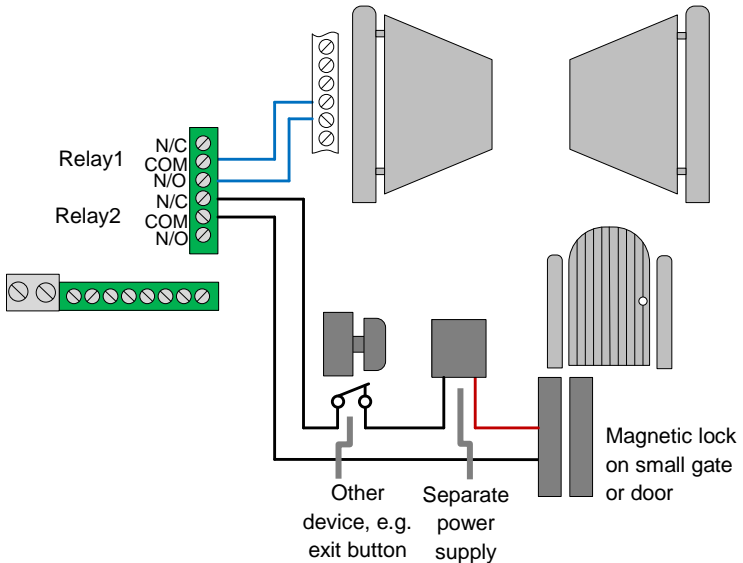 N/C
Relay1
COM
N/O
N/C
Relay2
COM
N/O
Magnetic lock
on small gate
or door
Other
device, e.g.
exit button
Separate
power
supply